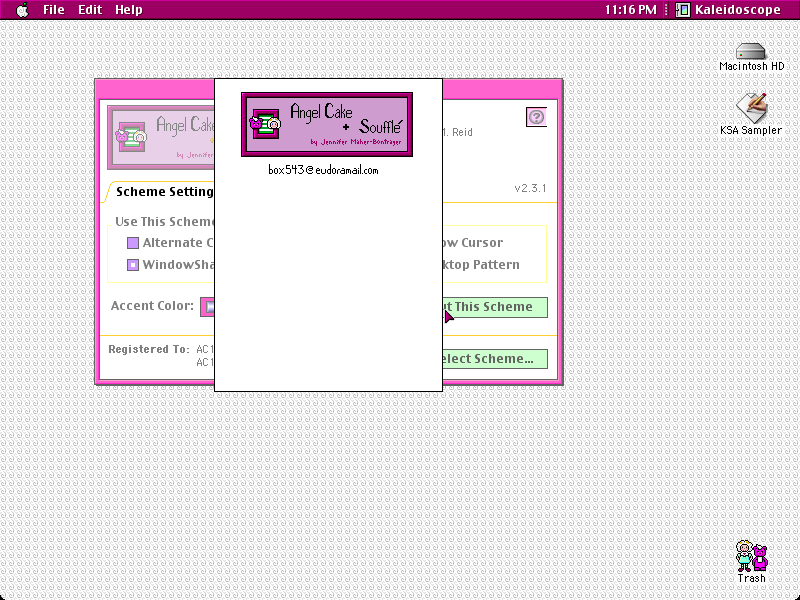 File Edit Help
11:16 PM Kaleidoscope
Macintosh HD
KSA Sampler
Angel Cake
+ Soufflé
by Jennifer Maher-Bontrager
box543@eudoramail.com
Angel Cake
by Jennifer
1. Reid
v2.3.1
Scheme Setting
Use This Scheme
Alternate C
ow Cursor
WindowSha
ktop Pattern
Accent Color:
ut This Scheme
Registered To: AC1
AC1
elect Scheme...
Trash